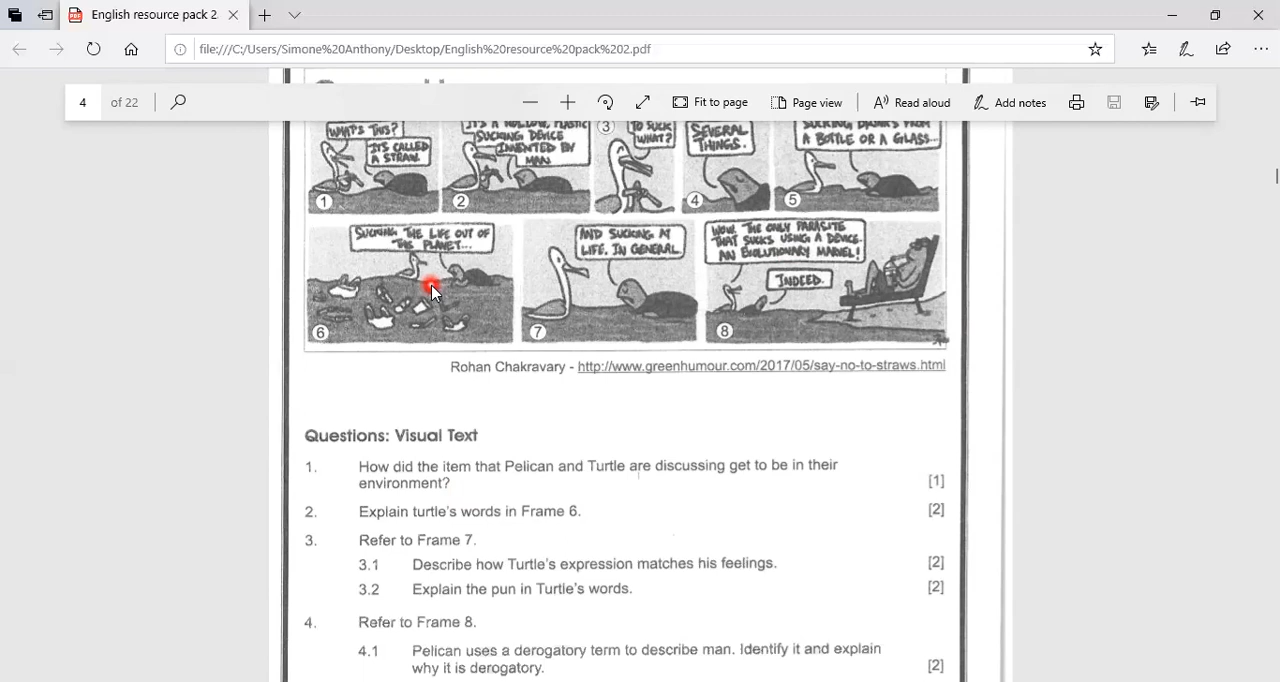 English resource pack 2.
file:///C:/Users/Simone%20Anthony/Desktop/English%20resource%20pack%202.pdf
4 of 22
Fit to page
Page view
Read aloud
Add notes
WHAT'S THIS?
IT'S CALLED
A STRAW.
1
IT'S A HOLLOW, PLASTIC
SUCKING DEVICE
INVENTED BY
MAN
2
3
TO SUCK
WHAT?
SEVERAL
THINGS.
4
SUCKING DRINKS FROM
A BOTTLE OR A GLASS...
5
SUCKING THE LIFE OUT OF
THE PLANET...
6
AND SUCKING AT
LIFE, IN GENERAL.
7
WOW. THE ONLY PARASITE
THAT SUCKS USING A DEVICE.
AN EVOLUTIONARY MARVEL!
INDEED.
8
Rohan Chakravary - http://www.greenhumour.com/2017/05/say-no-to-straws.html
Questions: Visual Text
1. How did the item that Pelican and Turtle are discussing get to be in their
environment? [1]
2. Explain turtle's words in Frame 6. [2]
3. Refer to Frame 7.
3.1 Describe how Turtle's expression matches his feelings. [2]
3.2 Explain the pun in Turtle's words. [2]
4. Refer to Frame 8.
4.1 Pelican uses a derogatory term to describe man. Identify it and explain
why it is derogatory. [2]